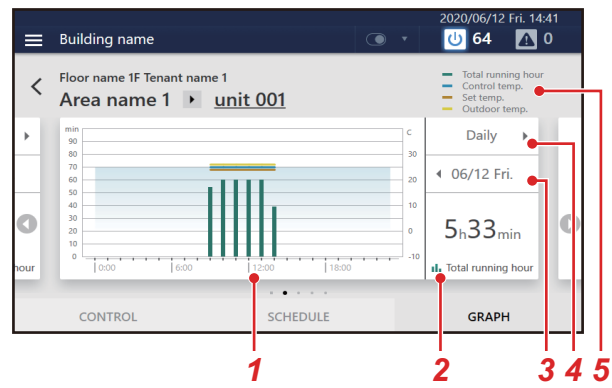 2020/06/12 Fri. 14:41
Building name
64
0
Floor name 1F Tenant name 1
Area name 1 unit 001
Total running hour
Control temp.
Set temp.
Outdoor temp.
min
90
80
70
60
50
40
30
20
10
0
C
30
20
10
0
-10
0:00 6:00 12:00 18:00
Daily
06/12 Fri.
5h33min
Total running hour
hour
CONTROL SCHEDULE GRAPH
1 2 3 4 5